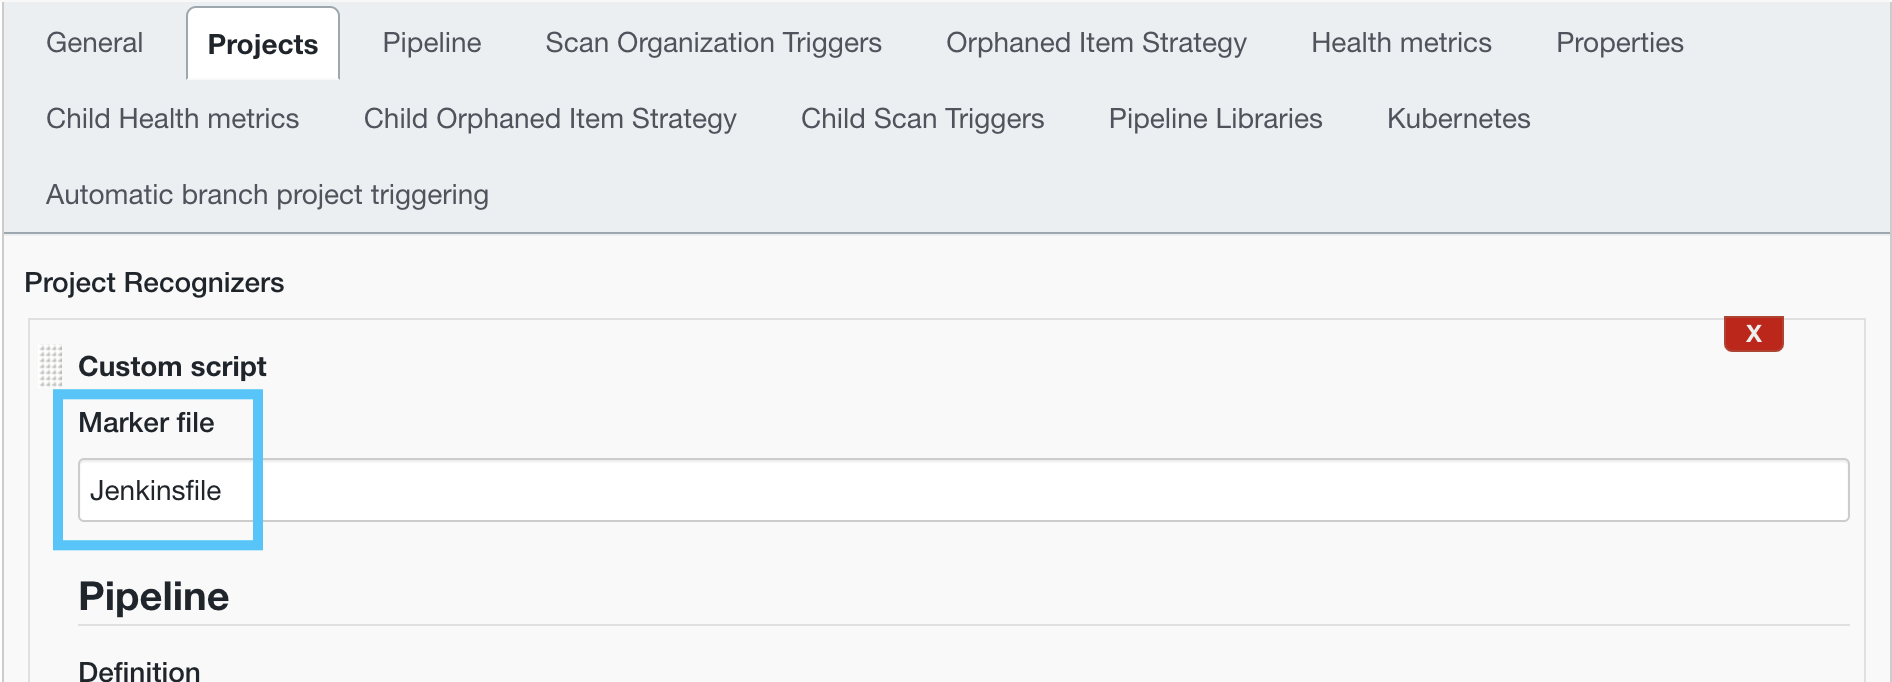 General Projects Pipeline Scan Organization Triggers Orphaned Item Strategy Health metrics Properties
Child Health metrics Child Orphaned Item Strategy Child Scan Triggers Pipeline Libraries Kubernetes
Automatic branch project triggering
Project Recognizers
X
Custom script
Marker file
Jenkinsfile
Pipeline
Definition